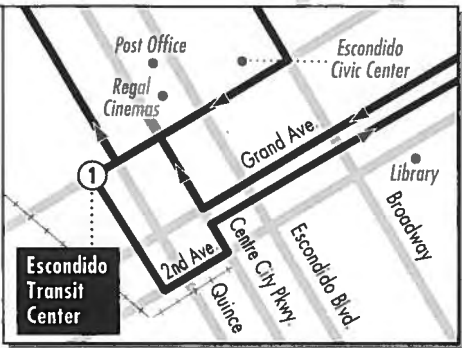 Post Office
Escondido
Civic Center
Regal
Cinemas
Grand Ave.
Library
1
Broadway
Escondido
Transit
Center
2nd Ave.
Centre City Pkwy.
Escondido Blvd.
Quince